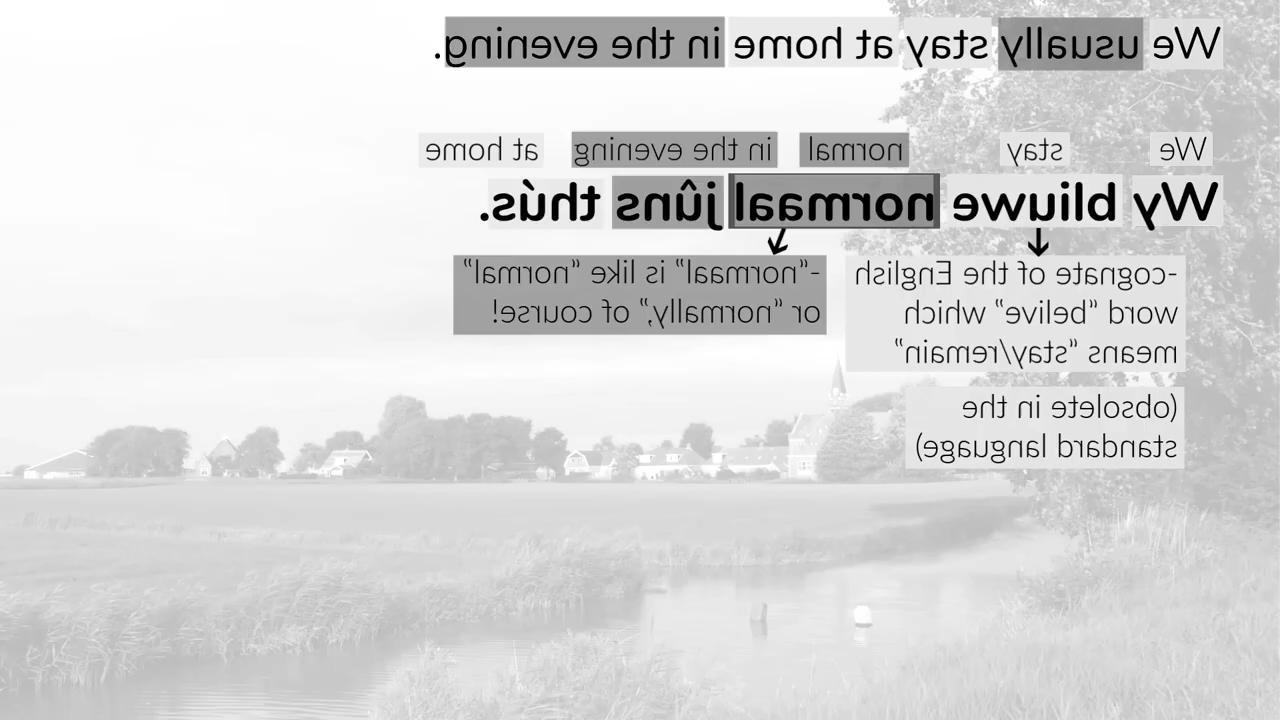 We usually stay at home in the evening.
We stay normal in the evening at home
Wy bliuwe normaal jûns thús.
-cognate of the English
word “belive” which
means “stay/remain”
(obsolete in the
standard language)
-“normaal” is like “normal”
or “normally,” of course!